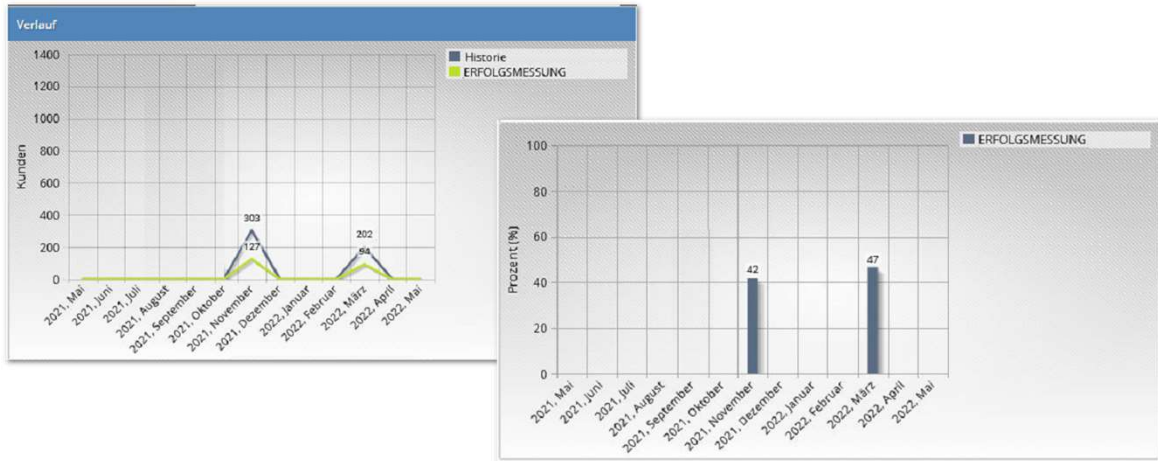 Verlauf
1400
1200
1000
800
600
400
200
0
Kunden
303
127
202
94
2021, Mai
2021, Juni
2021, Juli
2021, August
2021, September
2021, Oktober
2021, November
2021, Dezember
2022, Januar
2022, Februar
2022, März
2022, April
2022, Mai
Historie
ERFOLGSMESSUNG
100
80
60
40
20
0
Prozent (%)
42
47
2021, Mai
2021, Juni
2021, Juli
2021, August
2021, September
2021, Oktober
2021, November
2021, Dezember
2022, Januar
2022, Februar
2022, März
2022, April
2022, Mai
ERFOLGSMESSUNG